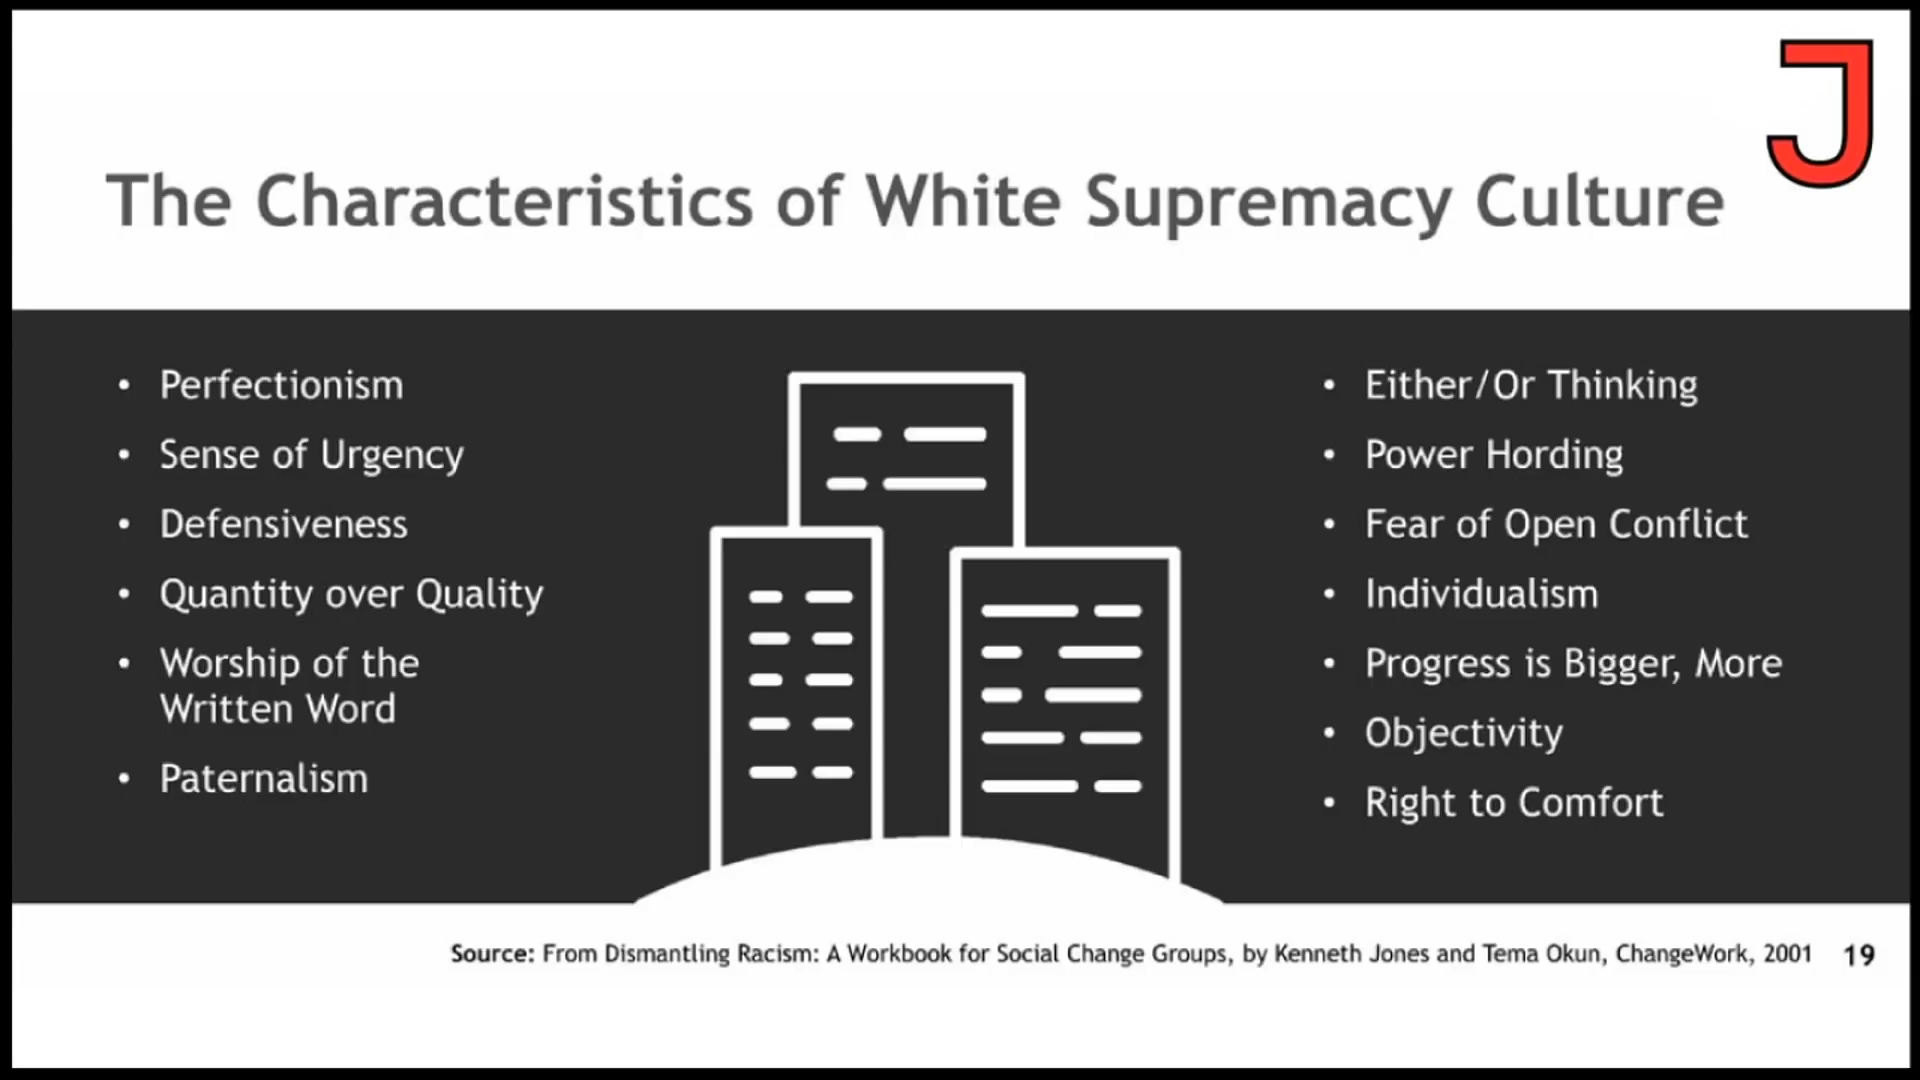 J
The Characteristics of White Supremacy Culture
• Perfectionism
• Sense of Urgency
• Defensiveness
• Quantity over Quality
• Worship of the
Written Word
• Paternalism
• Either/Or Thinking
• Power Hording
• Fear of Open Conflict
• Individualism
• Progress is Bigger, More
• Objectivity
• Right to Comfort
Source: From Dismantling Racism: A Workbook for Social Change Groups, by Kenneth Jones and Tema Okun, ChangeWork, 2001 19